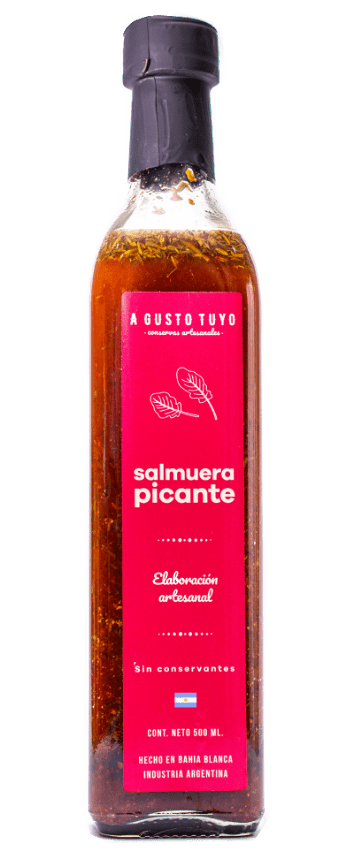 A GUSTO TUYO
· conservas artesanales ·
salmuera
picante
Elaboración
artesanal
Sin conservantes
CONT. NETO 500 ML.
HECHO EN BAHIA BLANCA
INDUSTRIA ARGENTINA